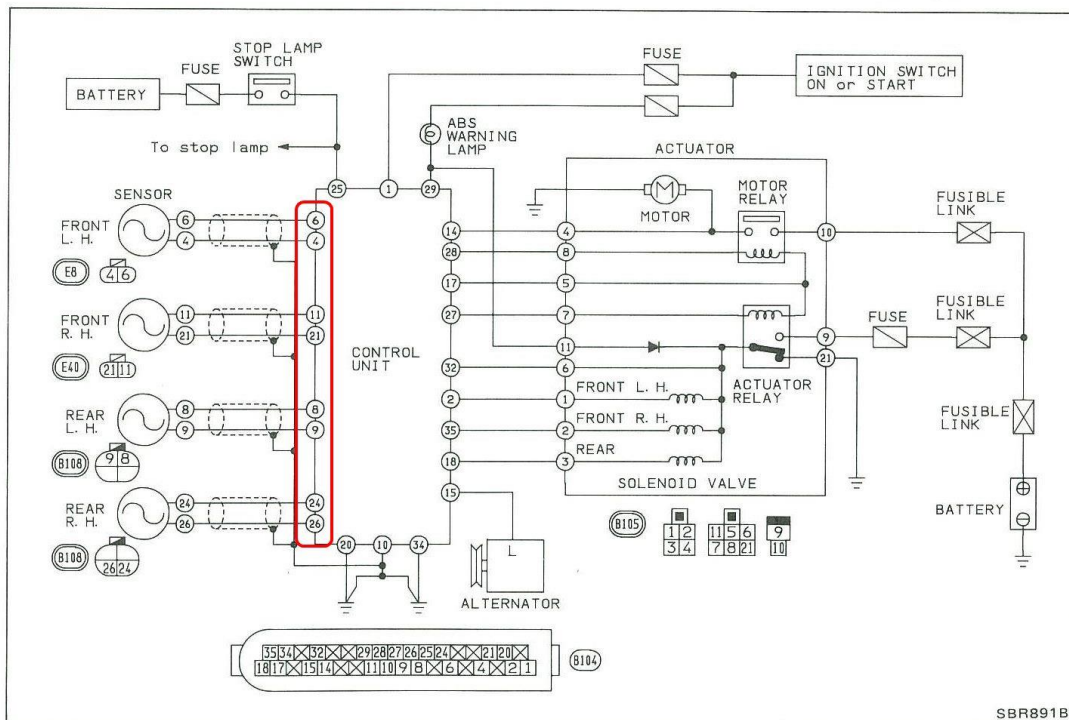 STOP LAMP
SWITCH
FUSE
BATTERY
To stop lamp
FUSE
IGNITION SWITCH
ON or START
ABS
WARNING
LAMP
ACTUATOR
25
1
29
SENSOR
FRONT
L. H.
6 6
4 4
E8
4 6
FRONT
R. H.
11 11
21 21
E40
21 11
REAR
L. H.
8 8
9 9
B108
9 8
REAR
R. H.
24 24
26 26
B108
26 24
CONTROL
UNIT
20 10 34
14
28
17
27
32
2
35
18
15
M
MOTOR
MOTOR
RELAY
4
8
5
7
11
6
1 FRONT L. H.
2 FRONT R. H.
3 REAR
10
9
21
ACTUATOR
RELAY
SOLENOID VALVE
FUSIBLE
LINK
FUSE
FUSIBLE
LINK
FUSIBLE
LINK
BATTERY
L
ALTERNATOR
B105
1 2
3 4
11 5 6
7 8 21
9
10
35 34 32 29 28 27 26 25 24 21 20
18 17 15 14 11 10 9 8 6 4 2 1
B104
SBR891B